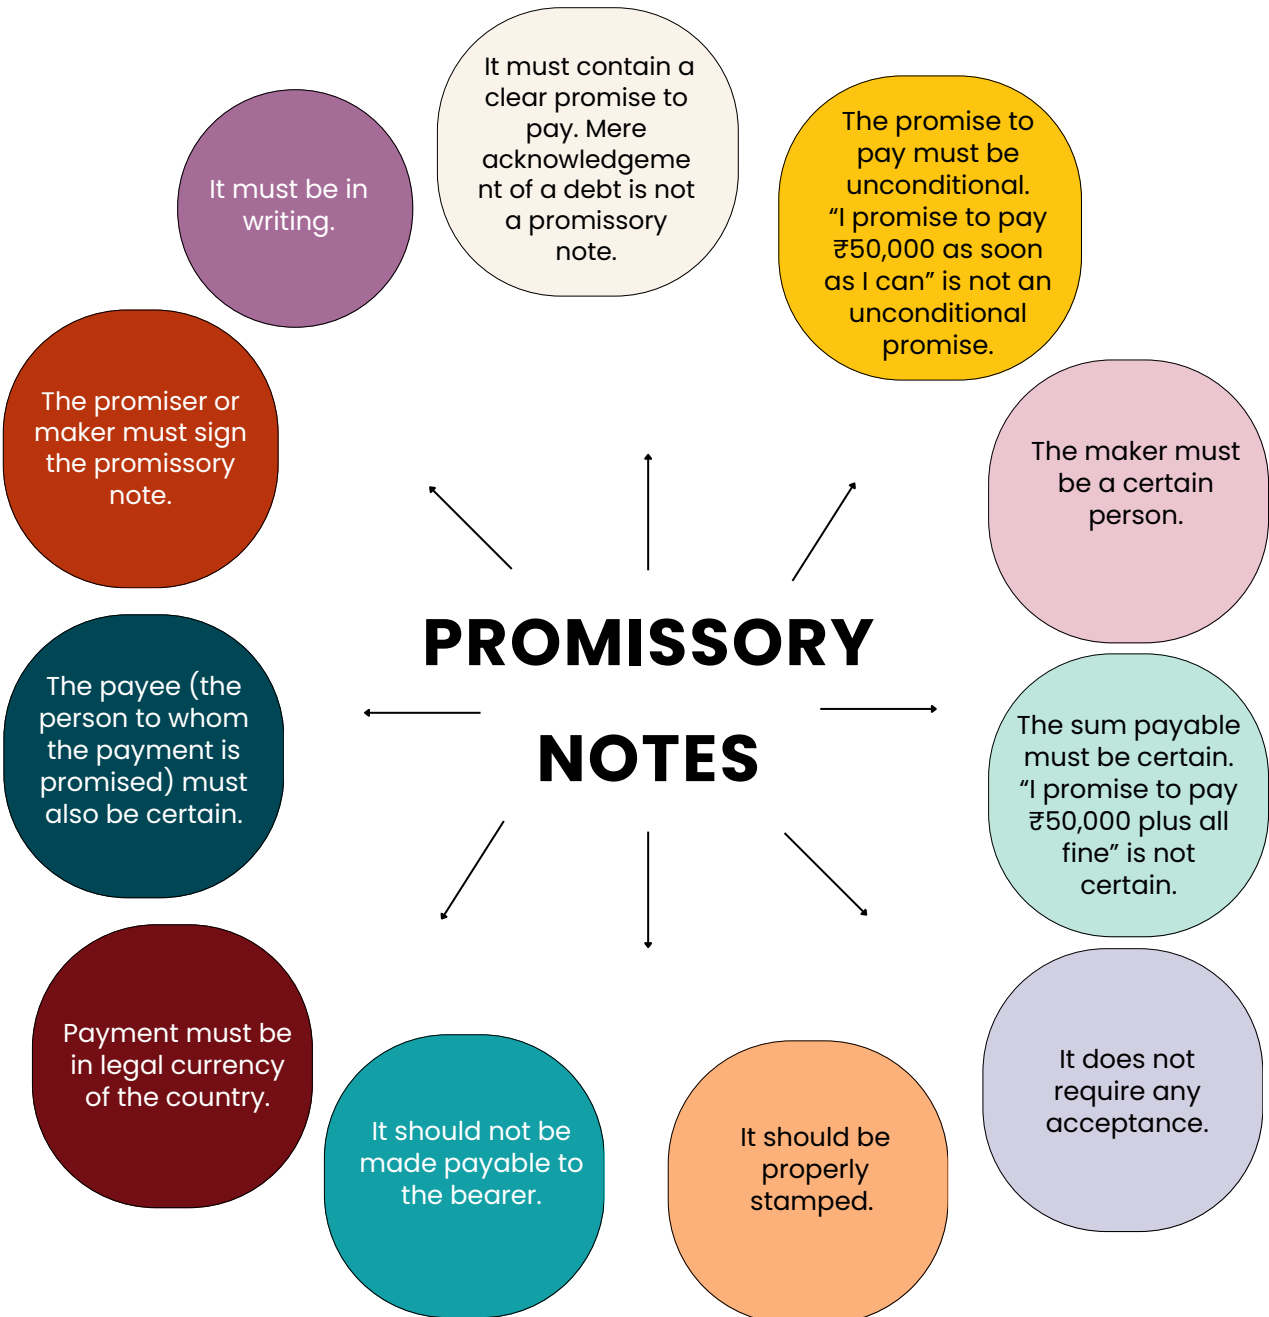 It must be in
writing.
It must contain a
clear promise to
pay. Mere
acknowledgeme
nt of a debt is not
a promissory
note.
The promise to
pay must be
unconditional.
“I promise to pay
₹50,000 as soon
as I can” is not an
unconditional
promise.
The maker must
be a certain
person.
The sum payable
must be certain.
“I promise to pay
₹50,000 plus all
fine” is not
certain.
It does not
require any
acceptance.
It should be
properly
stamped.
It should not be
made payable to
the bearer.
Payment must be
in legal currency
of the country.
The payee (the
person to whom
the payment is
promised) must
also be certain.
The promiser or
maker must sign
the promissory
note.
PROMISSORY
NOTES